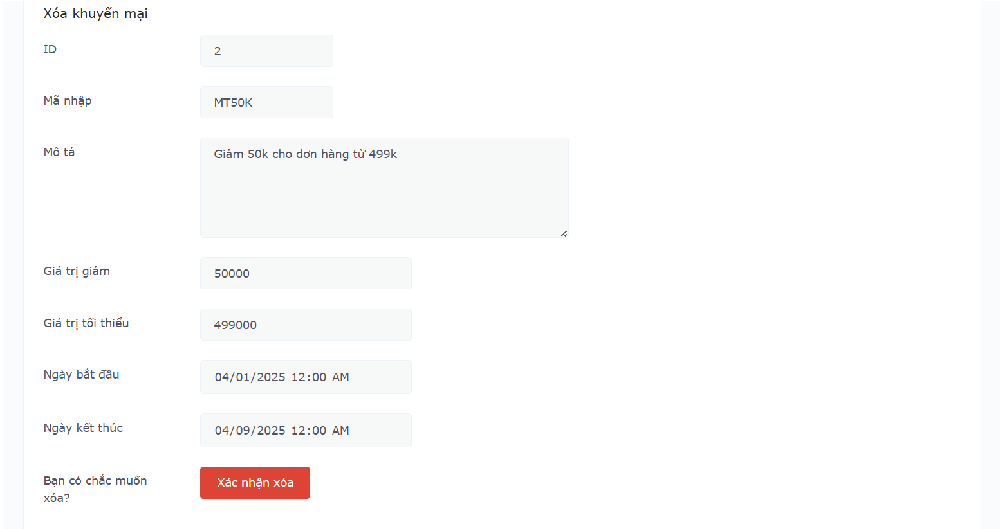 Xóa khuyến mại
ID
2
Mã nhập
MT50K
Mô tả
Giảm 50k cho đơn hàng từ 499k
Giá trị giảm
50000
Giá trị tối thiểu
499000
Ngày bắt đầu
04/01/2025 12:00 AM
Ngày kết thúc
04/09/2025 12:00 AM
Bạn có chắc muốn
xóa?
Xác nhận xóa